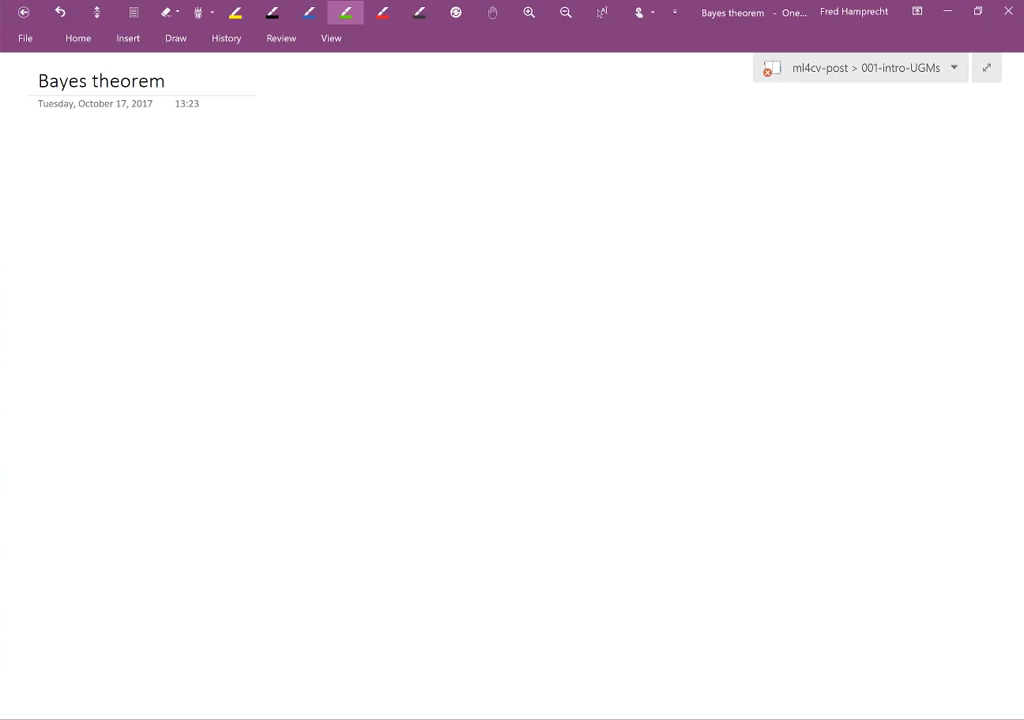 Bayes theorem - One... Fred Hamprecht
File Home Insert Draw History Review View
ml4cv-post > 001-intro-UGMs
Bayes theorem
Tuesday, October 17, 2017 13:23